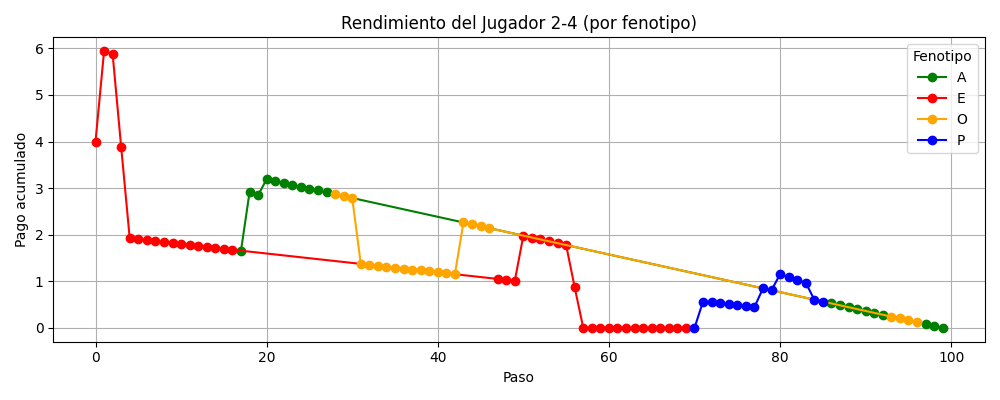 Rendimiento del Jugador 2-4 (por fenotipo)
Pago acumulado
6
5
4
3
2
1
0
Fenotipo
A
E
O
P
0 20 40 60 80 100
Paso